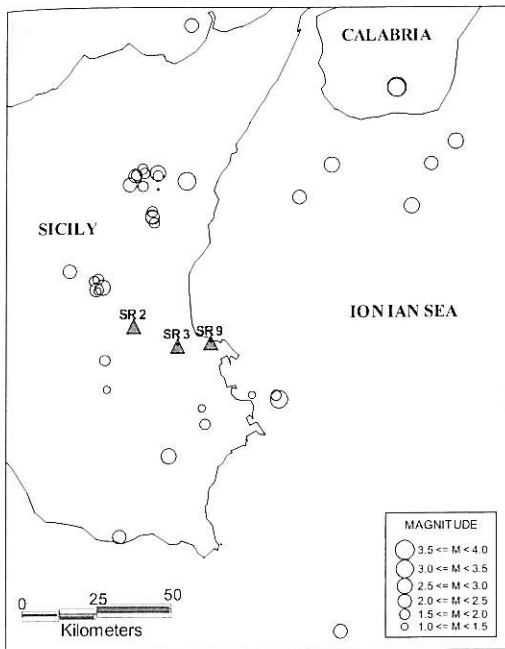 CALABRIA
SICILY
IONIAN SEA
SR 2
SR 3
SR 9
MAGNITUDE
3.5 <= M < 4.0
3.0 <= M < 3.5
2.5 <= M < 3.0
2.0 <= M < 2.5
1.5 <= M < 2.0
1.0 <= M < 1.5
0 25 50
Kilometers